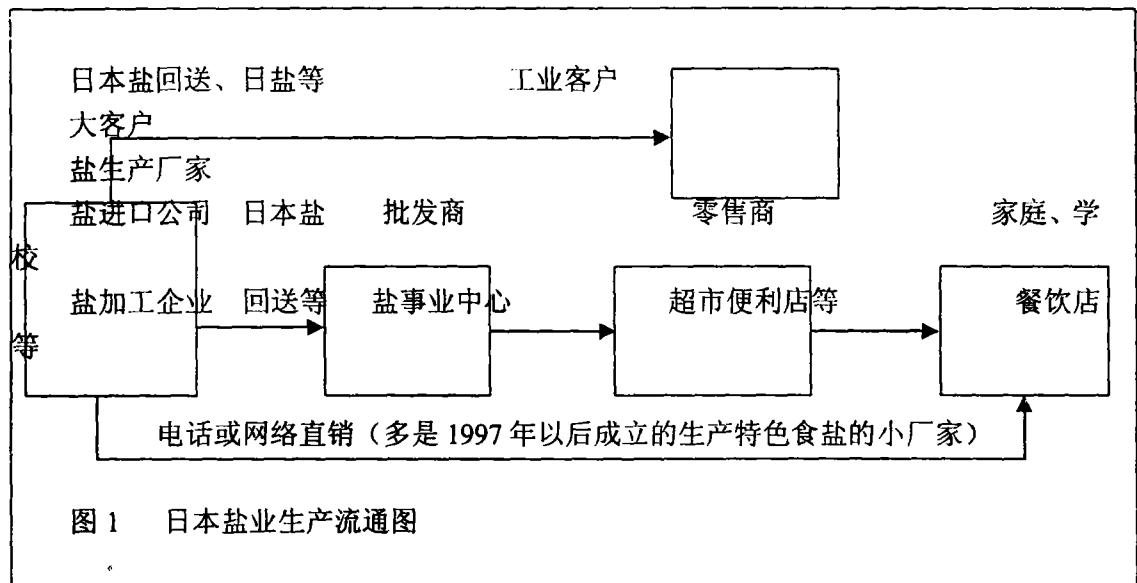 日本盐回送、日盐等 工业客户
大客户
盐生产厂家
盐进口公司 日本盐 批发商 零售商 家庭、学
校
盐加工企业 回送等 盐事业中心 超市便利店等 餐饮店
等
电话或网络直销（多是 1997 年以后成立的生产特色食盐的小厂家）
图 1 日本盐业生产流通图